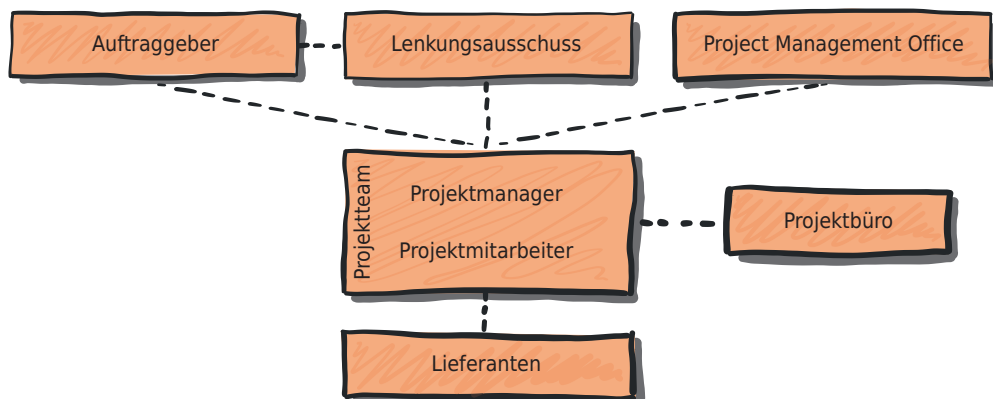 Auftraggeber
Lenkungsausschuss
Project Management Office
Projektteam
Projektmanager
Projektmitarbeiter
Projektbüro
Lieferanten